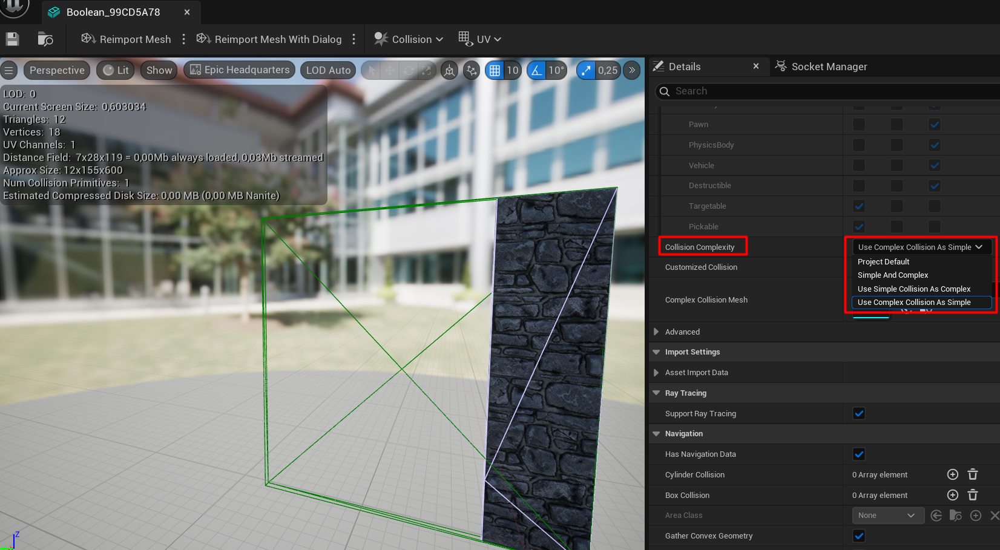 Boolean_99CD5A78
Reimport Mesh
Reimport Mesh With Dialog
Collision
UV
Perspective
Lit
Show
Epic Headquarters
LOD Auto
10
10°
0,25
LOD: 0
Current Screen Size: 0,603034
Triangles: 12
Vertices: 18
UV Channels: 1
Distance Field: 7x28x119 = 0,00Mb always loaded, 0,03Mb streamed
Approx Size: 12x155x600
Num Collision Primitives: 1
Estimated Compressed Disk Size: 0,00 MB (0,00 MB Nanite)
Z
Details
Socket Manager
Search
Pawn
PhysicsBody
Vehicle
Destructible
Targetable
Pickable
Collision Complexity
Use Complex Collision As Simple
Project Default
Simple And Complex
Use Simple Collision As Complex
Use Complex Collision As Simple
Customized Collision
Complex Collision Mesh
Advanced
Import Settings
Asset Import Data
Ray Tracing
Support Ray Tracing
Navigation
Has Navigation Data
Cylinder Collision
0 Array element
Box Collision
0 Array element
Area Class
None
Gather Convex Geometry